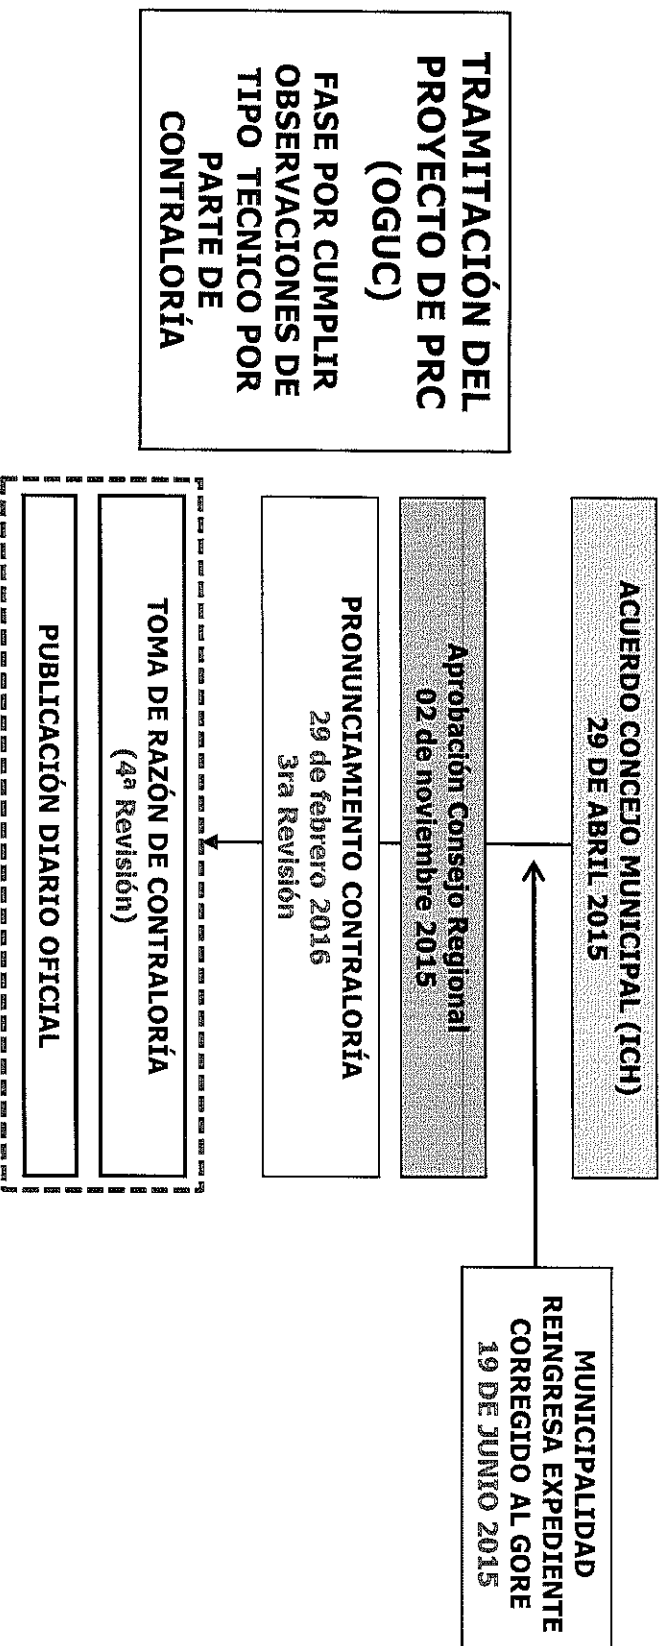 TRAMITACIÓN DEL
PROYECTO DE PRC
(OGUC)
FASE POR CUMPLIR
OBSERVACIONES DE
TIPO TECNICO POR
PARTE DE
CONTRALORÍA
ACUERDO CONCEJO MUNICIPAL (ICH)
29 DE ABRIL 2015
Aprobación Consejo Regional
02 de noviembre 2015
PRONUNCIAMIENTO CONTRALORÍA
29 de febrero 2016
3ra Revisión
TOMA DE RAZÓN DE CONTRALORÍA
(4ª Revisión)
PUBLICACIÓN DIARIO OFICIAL
MUNICIPALIDAD
REINGRESA EXPEDIENTE
CORREGIDO AL GORE
19 DE JUNIO 2015